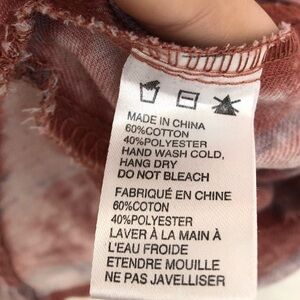 MADE IN CHINA
60%COTTON
40%POLYESTER
HAND WASH COLD,
HANG DRY
DO NOT BLEACH
FABRIQUÉ EN CHINE
60%COTON
40%POLYESTER
LAVER À LA MAIN À
L'EAU FROIDE
ETENDRE MOUILLE
NE PAS JAVELLISER